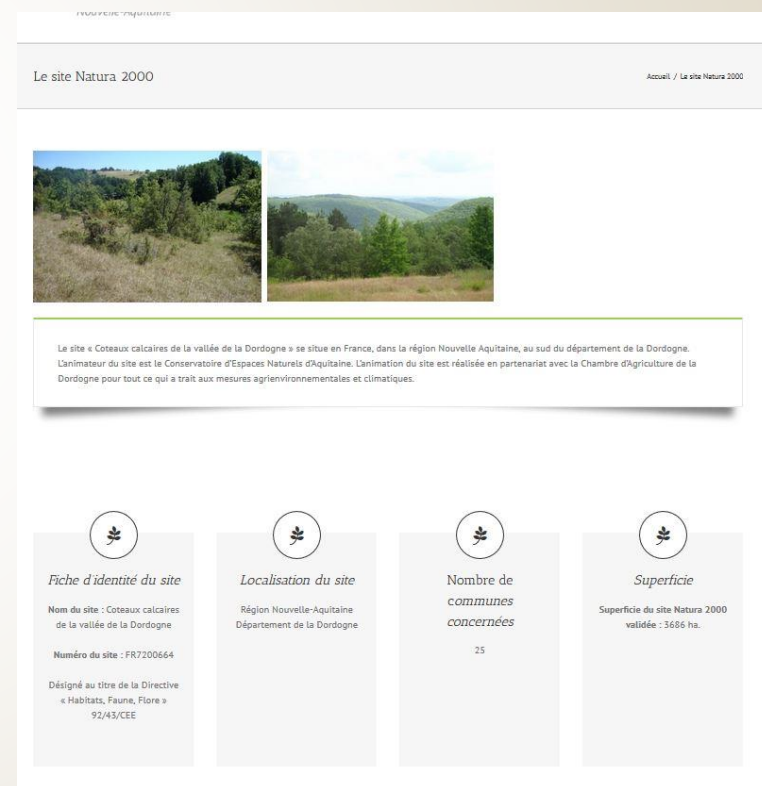 Nouvelle-Aquitaine
Le site Natura 2000
Accueil / Le site Natura 2000
Le site « Coteaux calcaires de la vallée de la Dordogne » se situe en France, dans la région Nouvelle Aquitaine, au sud du département de la Dordogne.
L'animateur du site est le Conservatoire d'Espaces Naturels d'Aquitaine. L'animation du site est réalisée en partenariat avec la Chambre d'Agriculture de la
Dordogne pour tout ce qui a trait aux mesures agrienvironnementales et climatiques.
Fiche d'identité du site
Nom du site : Coteaux calcaires
de la vallée de la Dordogne
Numéro du site : FR7200664
Désigné au titre de la Directive
« Habitats, Faune, Flore »
92/43/CEE
Localisation du site
Région Nouvelle-Aquitaine
Département de la Dordogne
Nombre de
communes
concernées
25
Superficie
Superficie du site Natura 2000
validée : 3686 ha.